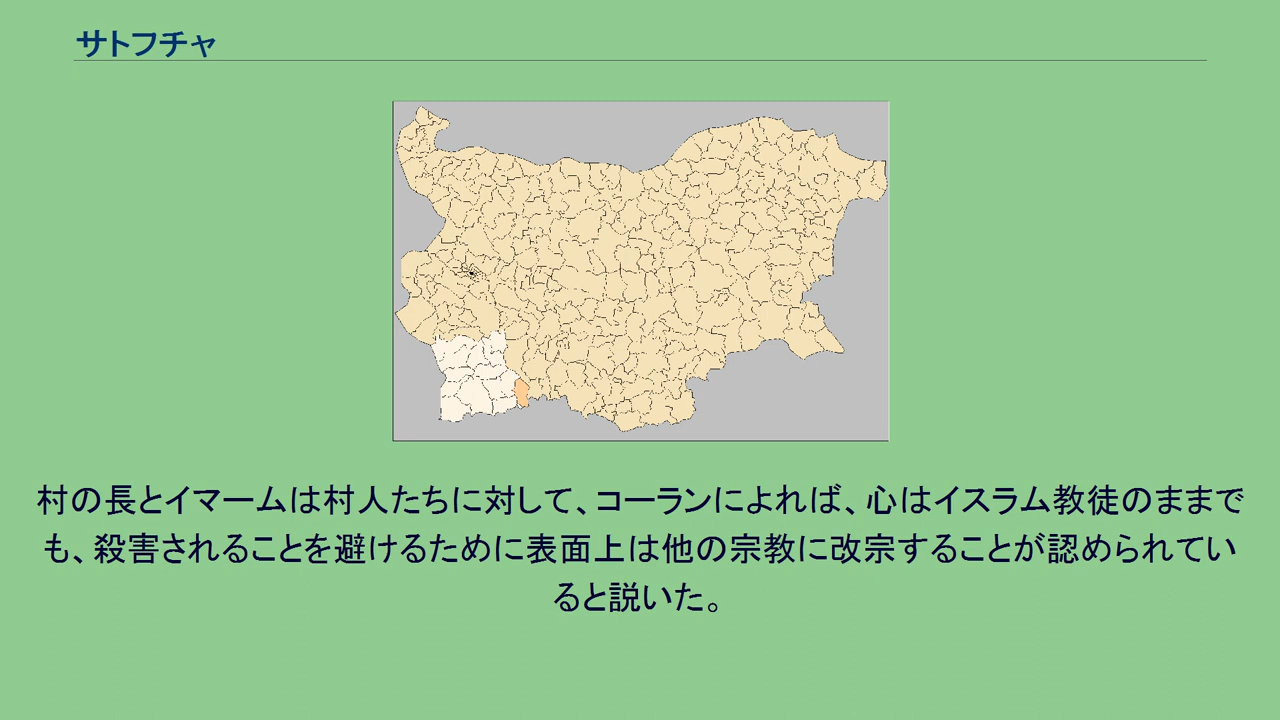 サトフチャ
村の長とイマームは村人たちに対して、コーランによれば、心はイスラム教徒のままで
も、殺害されることを避けるために表面上は他の宗教に改宗することが認められてい
ると説いた。